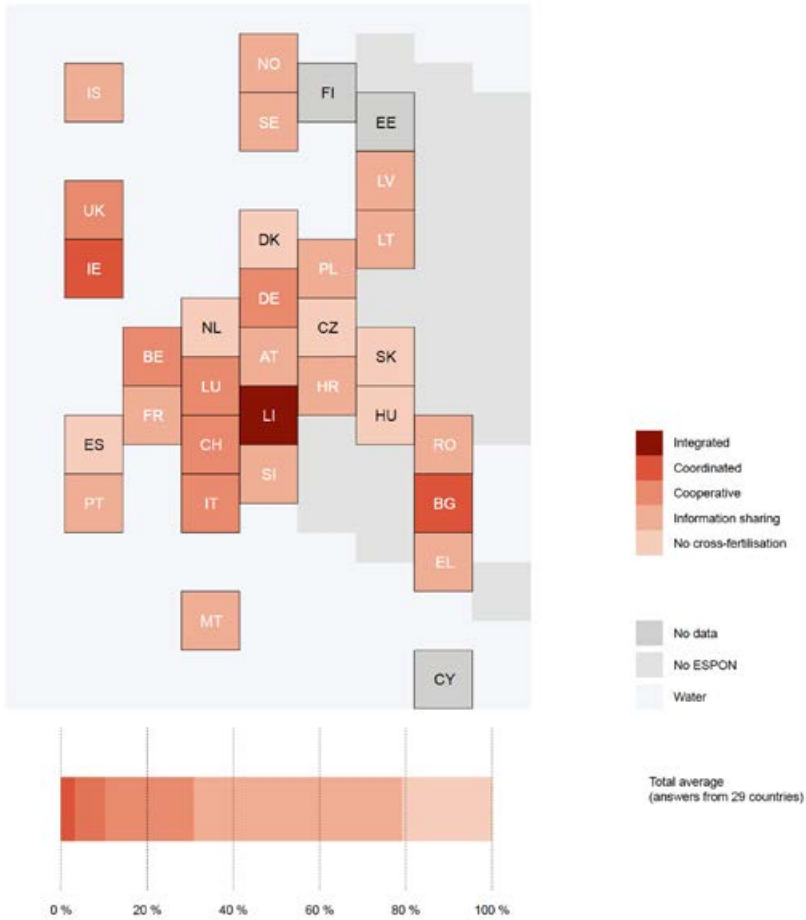 NO
IS
FI
SE
EE
LV
UK
DK
LT
IE
PL
DE
NL
CZ
BE
AT
SK
LU
HR
FR
LI
HU
ES
CH
RO
SI
PT
IT
BG
EL
MT
CY
Integrated
Coordinated
Cooperative
Information sharing
No cross-fertilisation
No data
No ESPON
Water
Total average
(answers from 29 countries)
0 %
20 %
40 %
60 %
80 %
100 %